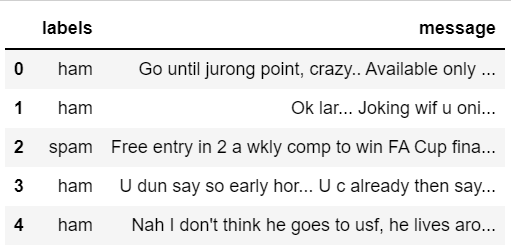 labels message
0 ham Go until jurong point, crazy.. Available only ...
1 ham Ok lar... Joking wif u oni...
2 spam Free entry in 2 a wkly comp to win FA Cup fina...
3 ham U dun say so early hor... U c already then say...
4 ham Nah I don't think he goes to usf, he lives aro...